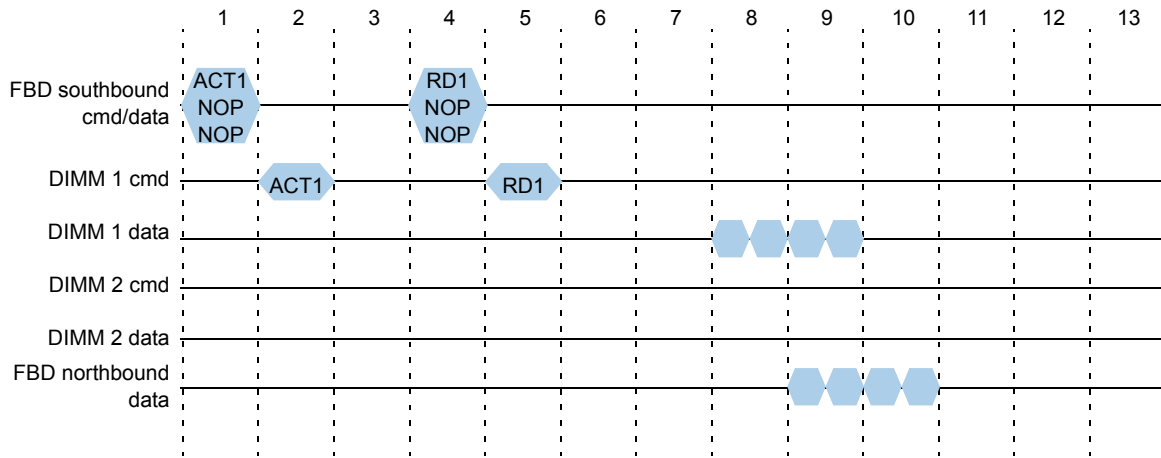 1 2 3 4 5 6 7 8 9 10 11 12 13
FBD southbound
cmd/data
ACT1
NOP
NOP
RD1
NOP
NOP
DIMM 1 cmd
ACT1
RD1
DIMM 1 data
DIMM 2 cmd
DIMM 2 data
FBD northbound
data